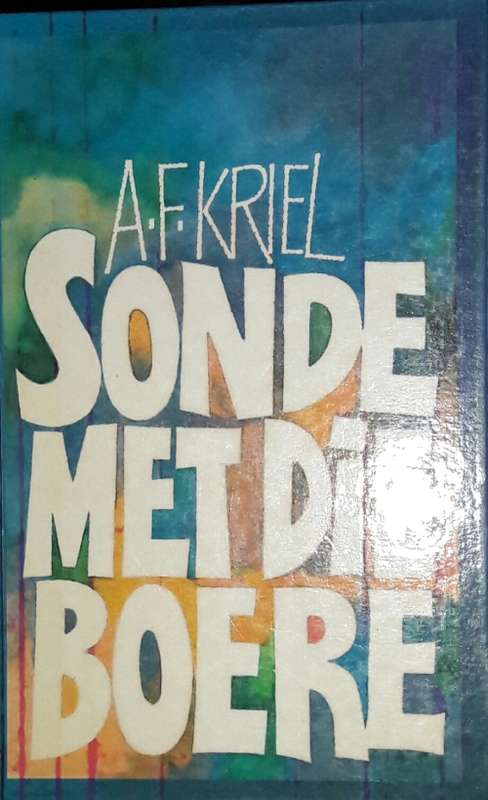 A.F. KRIEL
SONDE
MET DIE
BOERE